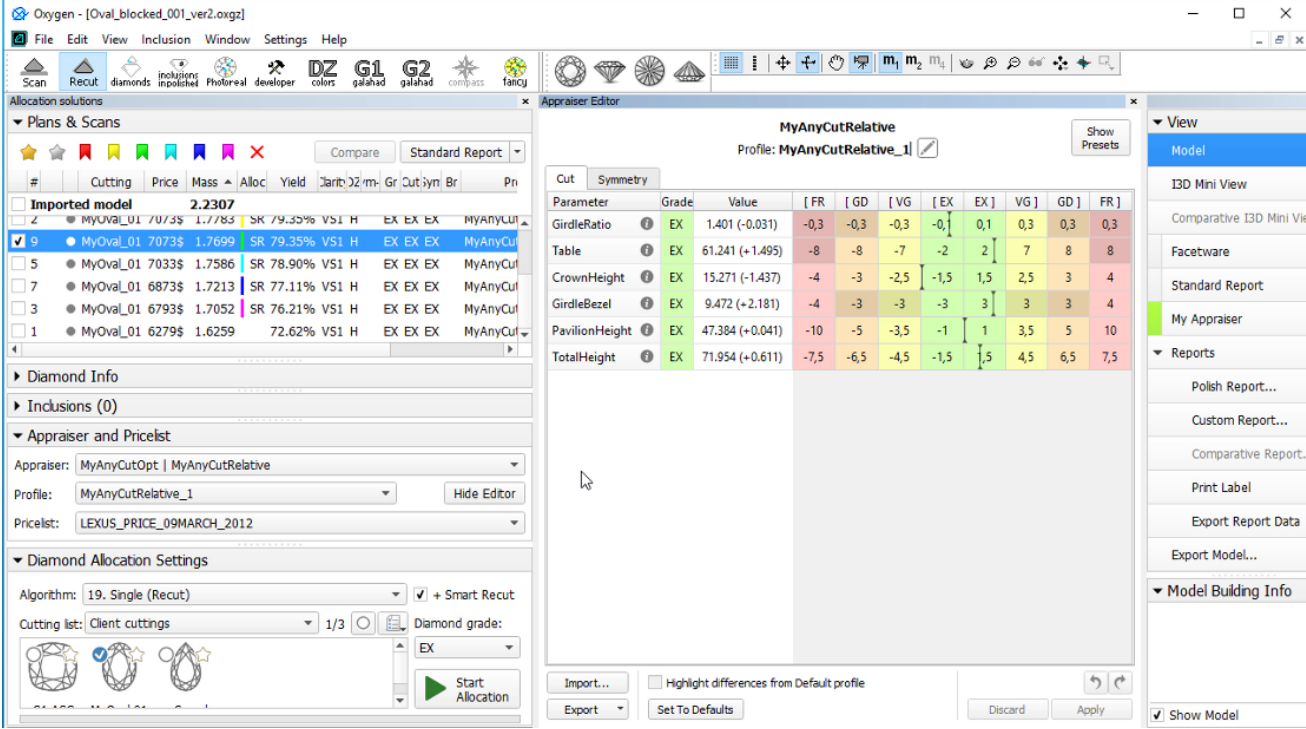 Oxygen - [Oval_blocked_001_ver2.oxgz]
File Edit View Inclusion Window Settings Help
Scan Recut diamonds inclusions inpolished Photoreal developer DZ colors G1 galahad G2 galahad compass fancy m1 m2 m4
Allocation solutions
Plans & Scans
Compare Standard Report
# Cutting Price Mass Alloc Yield Gr Cut Br
Imported model 2.2307
2 MyOval_01 7073$ 1.7783 SR 79.35% VS1 H EX EX EX MyAnyCut
9 MyOval_01 7073$ 1.7699 SR 79.35% VS1 H EX EX EX MyAnyCut
5 MyOval_01 7033$ 1.7586 SR 78.90% VS1 H EX EX EX MyAnyCut
7 MyOval_01 6873$ 1.7213 SR 77.11% VS1 H EX EX EX MyAnyCut
3 MyOval_01 6793$ 1.7052 SR 76.21% VS1 H EX EX EX MyAnyCut
1 MyOval_01 6279$ 1.6259 72.62% VS1 H EX EX EX MyAnyCut
Diamond Info
Inclusions (0)
Appraiser and Pricelist
Appraiser: MyAnyCutOpt | MyAnyCutRelative
Profile: MyAnyCutRelative_1 Hide Editor
Pricelist: LEXUS_PRICE_09MARCH_2012
Diamond Allocation Settings
Algorithm: 19. Single (Recut) + Smart Recut
Cutting list: Client cuttings 1/3 Diamond grade:
EX
Start Allocation
Appraiser Editor
MyAnyCutRelative
Profile: MyAnyCutRelative_1
Show Presets
Cut Symmetry
Parameter Grade Value [ FR [ GD [ VG [ EX EX ] VG ] GD ] FR ]
GirdleRatio EX 1.401 (-0.031) -0,3 -0,3 -0,3 -0,1 0,1 0,3 0,3 0,3
Table EX 61.241 (+1.495) -8 -8 -7 -2 2 7 8 8
CrownHeight EX 15.271 (-1.437) -4 -3 -2,5 -1,5 1,5 2,5 3 4
GirdleBezel EX 9.472 (+2.181) -4 -3 -3 -3 3 3 3 4
PavilionHeight EX 47.384 (+0.041) -10 -5 -3,5 -1 1 3,5 5 10
TotalHeight EX 71.954 (+0.611) -7,5 -6,5 -4,5 -1,5 1,5 4,5 6,5 7,5
Import... Highlight differences from Default profile
Export Set To Defaults Discard Apply
View
Model
I3D Mini View
Comparative I3D Mini Vie
Facetware
Standard Report
My Appraiser
Reports
Polish Report...
Custom Report...
Comparative Report.
Print Label
Export Report Data
Export Model...
Model Building Info
Show Model